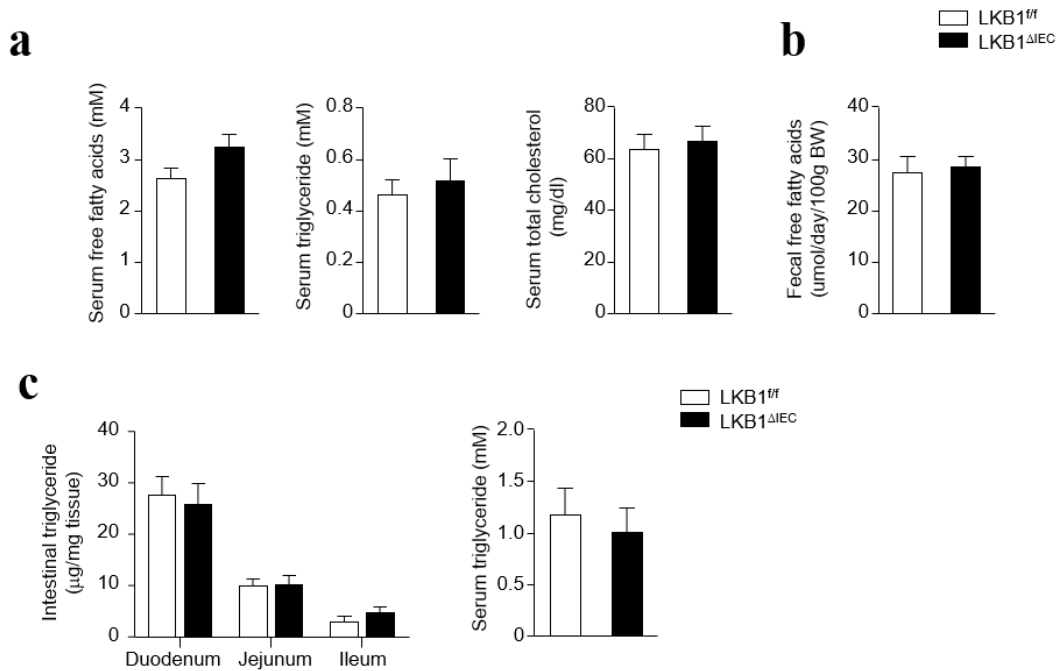 LKB1f/f
LKB1ΔIEC
a
b
Serum free fatty acids (mM)
4
3
2
1
0
Serum triglyceride (mM)
0.8
0.6
0.4
0.2
0
Serum total cholesterol
(mg/dl)
80
60
40
20
0
Fecal free fatty acids
(umol/day/100g BW)
40
30
20
10
0
c
LKB1f/f
LKB1ΔIEC
Intestinal triglyceride
(μg/mg tissue)
40
30
20
10
0
Duodenum Jejunum Ileum
Serum triglyceride (mM)
2.0
1.5
1.0
0.5
0